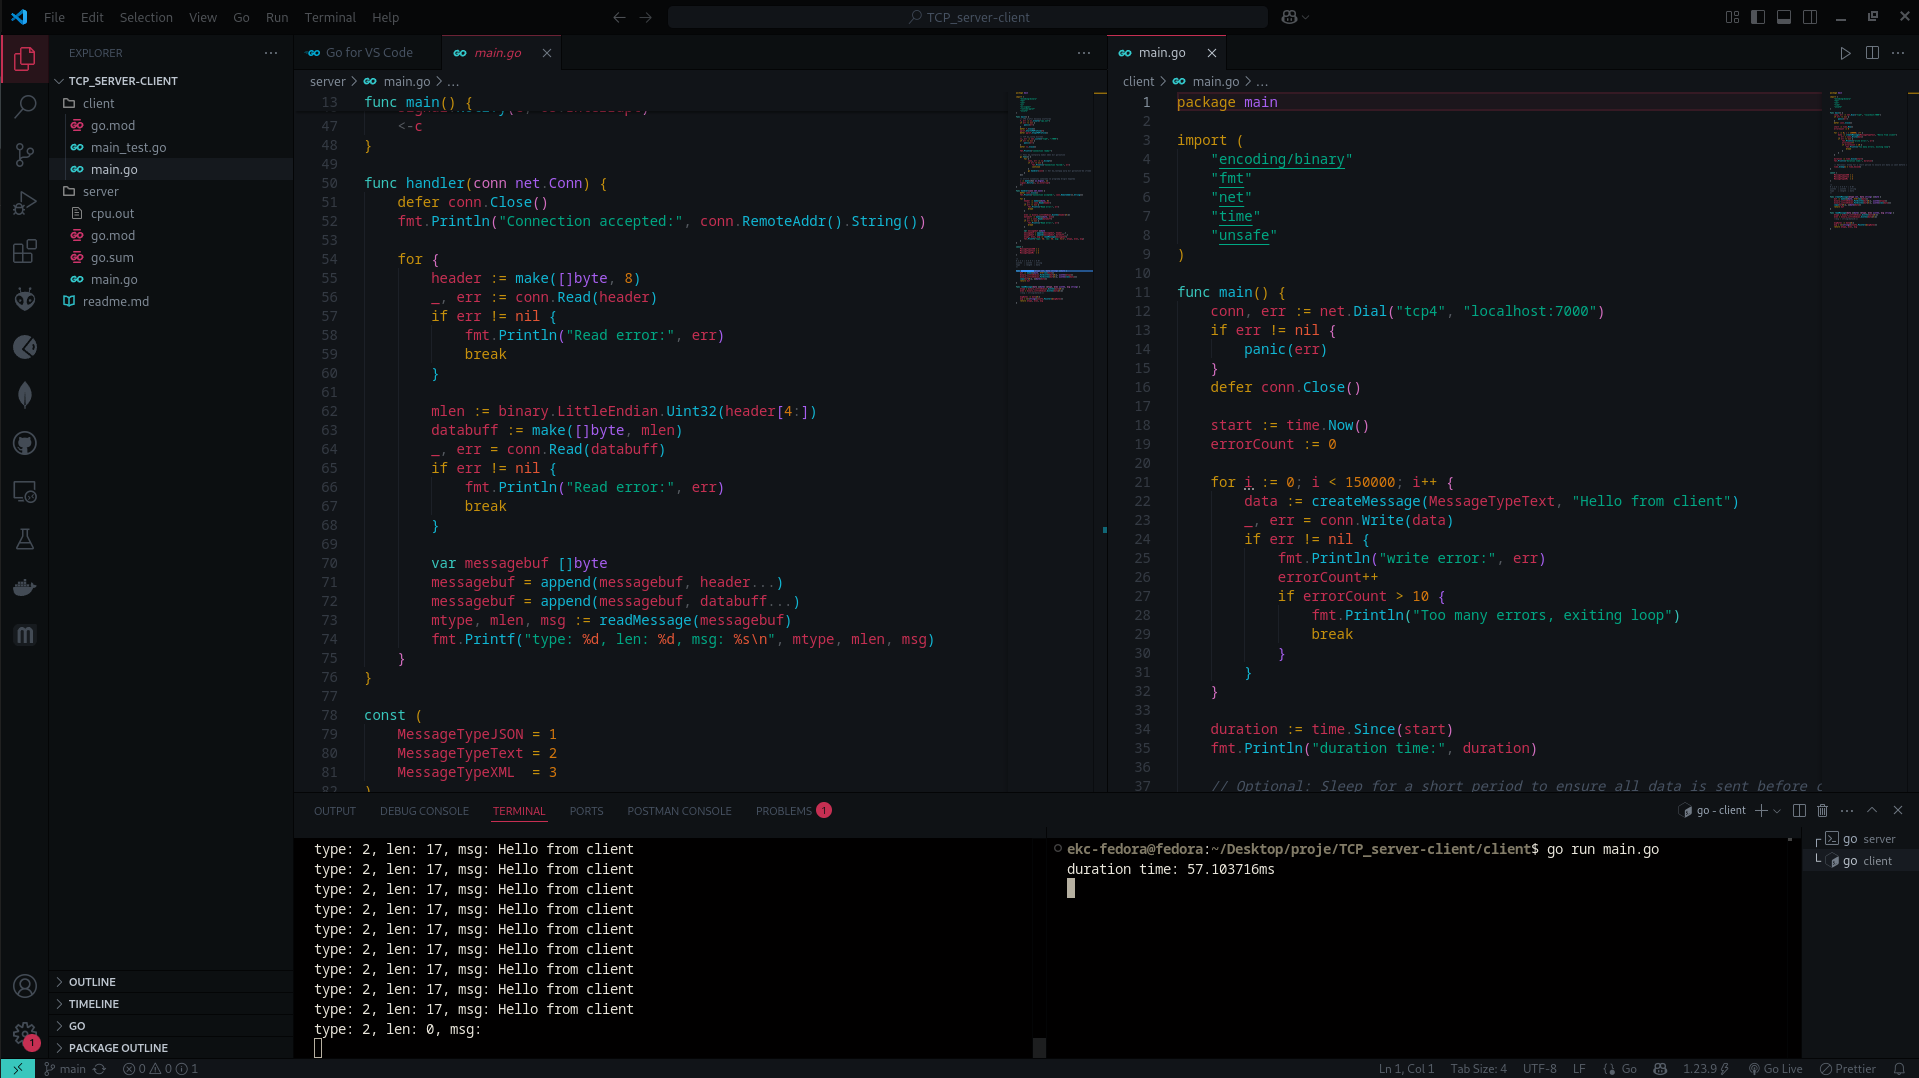 File Edit Selection View Go Run Terminal Help
TCP_server-client
EXPLORER
TCP_SERVER-CLIENT
client
go.mod
main_test.go
main.go
server
cpu.out
go.mod
go.sum
main.go
readme.md
OUTLINE
TIMELINE
GO
PACKAGE OUTLINE
Go for VS Code
main.go
server > main.go > ...
13 func main() {
47 <-c
48 }
49
50 func handler(conn net.Conn) {
51 defer conn.Close()
52 fmt.Println("Connection accepted:", conn.RemoteAddr().String())
53
54 for {
55 header := make([]byte, 8)
56 _, err := conn.Read(header)
57 if err != nil {
58 fmt.Println("Read error:", err)
59 break
60 }
61
62 mlen := binary.LittleEndian.Uint32(header[4:])
63 databuff := make([]byte, mlen)
64 _, err = conn.Read(databuff)
65 if err != nil {
66 fmt.Println("Read error:", err)
67 break
68 }
69
70 var messagebuf []byte
71 messagebuf = append(messagebuf, header...)
72 messagebuf = append(messagebuf, databuff...)
73 mtype, mlen, msg := readMessage(messagebuf)
74 fmt.Printf("type: %d, len: %d, msg: %s\n", mtype, mlen, msg)
75 }
76 }
77
78 const (
79 MessageTypeJSON = 1
80 MessageTypeText = 2
81 MessageTypeXML = 3
82 )
main.go
client > main.go > ...
1 package main
2
3 import (
4 "encoding/binary"
5 "fmt"
6 "net"
7 "time"
8 "unsafe"
9 )
10
11 func main() {
12 conn, err := net.Dial("tcp4", "localhost:7000")
13 if err != nil {
14 panic(err)
15 }
16 defer conn.Close()
17
18 start := time.Now()
19 errorCount := 0
20
21 for i := 0; i < 150000; i++ {
22 data := createMessage(MessageTypeText, "Hello from client")
23 _, err = conn.Write(data)
24 if err != nil {
25 fmt.Println("write error:", err)
26 errorCount++
27 if errorCount > 10 {
28 fmt.Println("Too many errors, exiting loop")
29 break
30 }
31 }
32 }
33
34 duration := time.Since(start)
35 fmt.Println("duration time:", duration)
36
37 // Optional: Sleep for a short period to ensure all data is sent before c
OUTPUT DEBUG CONSOLE TERMINAL PORTS POSTMAN CONSOLE PROBLEMS 1
go - client
type: 2, len: 17, msg: Hello from client
type: 2, len: 17, msg: Hello from client
type: 2, len: 17, msg: Hello from client
type: 2, len: 17, msg: Hello from client
type: 2, len: 17, msg: Hello from client
type: 2, len: 17, msg: Hello from client
type: 2, len: 17, msg: Hello from client
type: 2, len: 17, msg: Hello from client
type: 2, len: 17, msg: Hello from client
type: 2, len: 0, msg:
ekc-fedora@fedora:~/Desktop/proje/TCP_server-client/client$ go run main.go
duration time: 57.103716ms
go server
go client
1
main 0 0 1
Ln 1, Col 1 Tab Size: 4 UTF-8 LF Go 1.23.9 Go Live Prettier